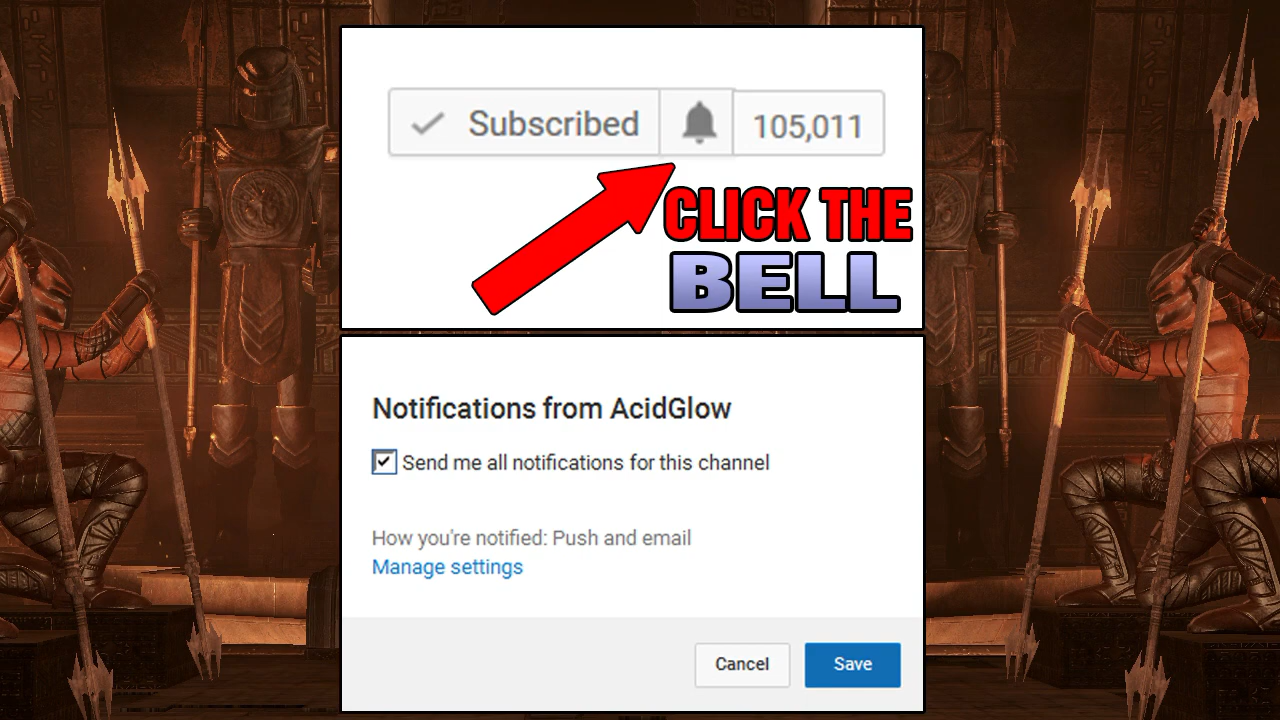 Subscribed 105,011
CLICK THE
BELL
Notifications from AcidGlow
Send me all notifications for this channel
How you're notified: Push and email
Manage settings
Cancel Save